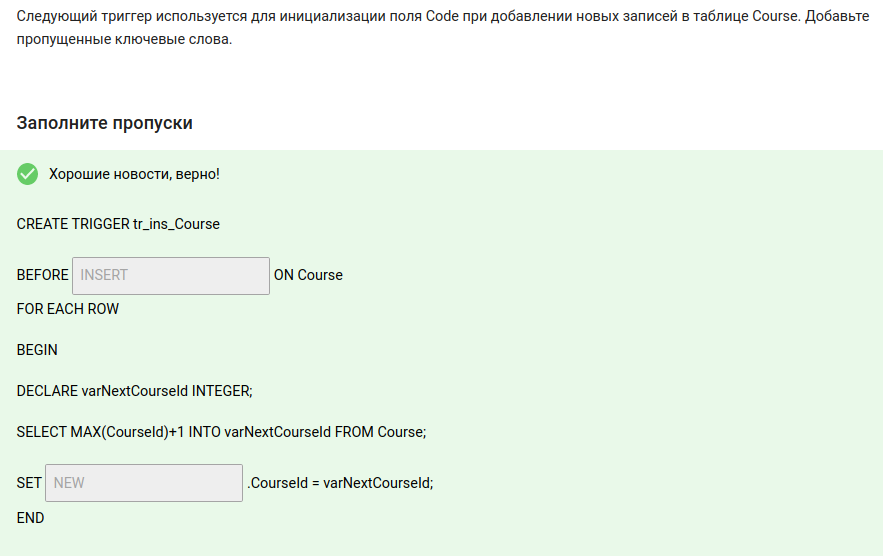 Следующий триггер используется для инициализации поля Code при добавлении новых записей в таблице Course. Добавьте
пропущенные ключевые слова.
Заполните пропуски
Хорошие новости, верно!
CREATE TRIGGER tr_ins_Course
BEFORE INSERT ON Course
FOR EACH ROW
BEGIN
DECLARE varNextCourseId INTEGER;
SELECT MAX(CourseId)+1 INTO varNextCourseId FROM Course;
SET NEW .CourseId = varNextCourseId;
END